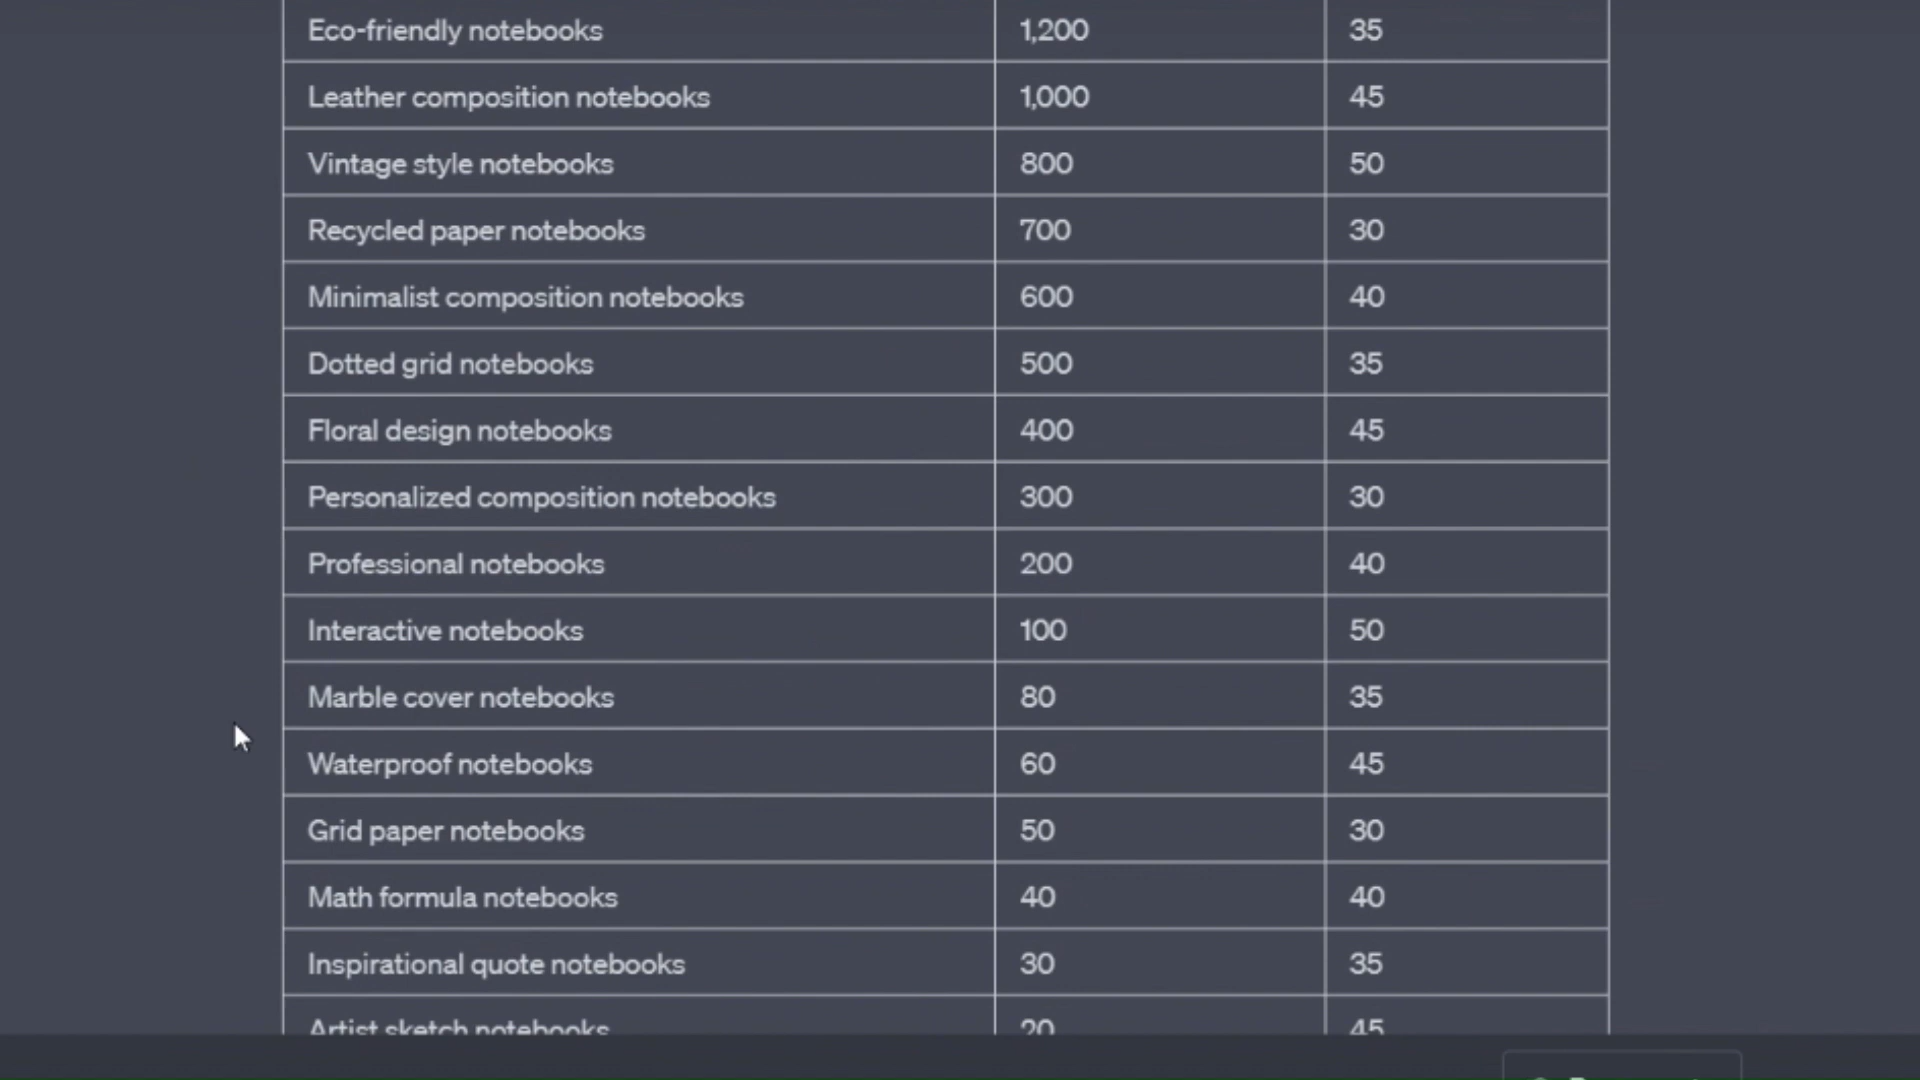 Eco-friendly notebooks 1,200 35
Leather composition notebooks 1,000 45
Vintage style notebooks 800 50
Recycled paper notebooks 700 30
Minimalist composition notebooks 600 40
Dotted grid notebooks 500 35
Floral design notebooks 400 45
Personalized composition notebooks 300 30
Professional notebooks 200 40
Interactive notebooks 100 50
Marble cover notebooks 80 35
Waterproof notebooks 60 45
Grid paper notebooks 50 30
Math formula notebooks 40 40
Inspirational quote notebooks 30 35
Artist sketch notebooks 20 45